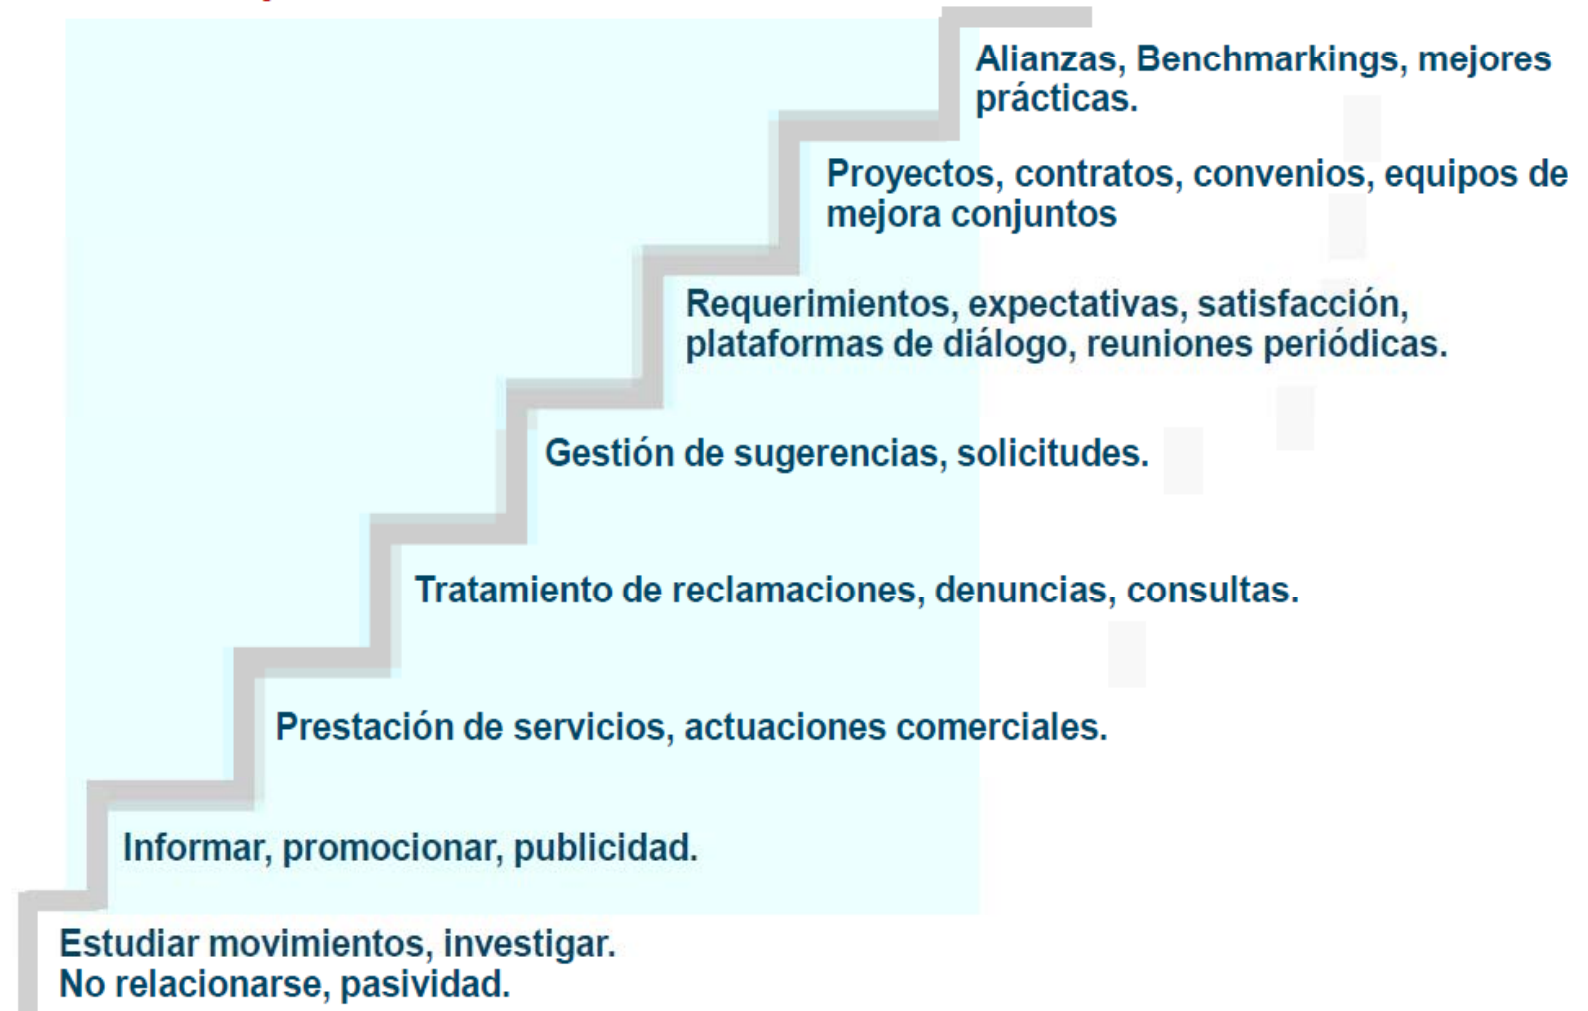 Alianzas, Benchmarkings, mejores
prácticas.
Proyectos, contratos, convenios, equipos de
mejora conjuntos
Requerimientos, expectativas, satisfacción,
plataformas de diálogo, reuniones periódicas.
Gestión de sugerencias, solicitudes.
Tratamiento de reclamaciones, denuncias, consultas.
Prestación de servicios, actuaciones comerciales.
Informar, promocionar, publicidad.
Estudiar movimientos, investigar.
No relacionarse, pasividad.